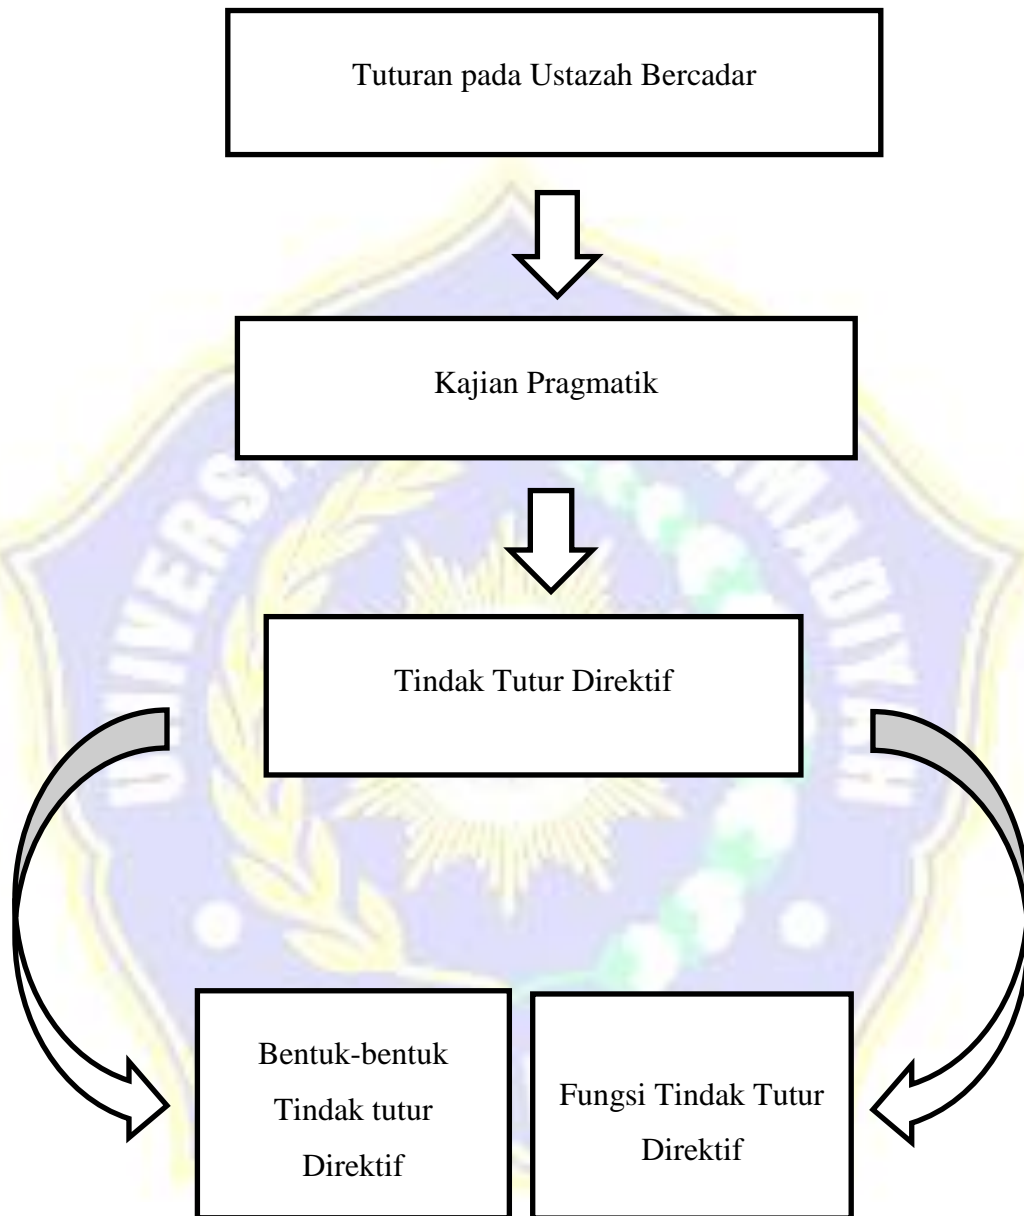 Tuturan pada Ustazah Bercadar
Kajian Pragmatik
Tindak Tutur Direktif
Bentuk-bentuk
Tindak tutur
Direktif
Fungsi Tindak Tutur
Direktif